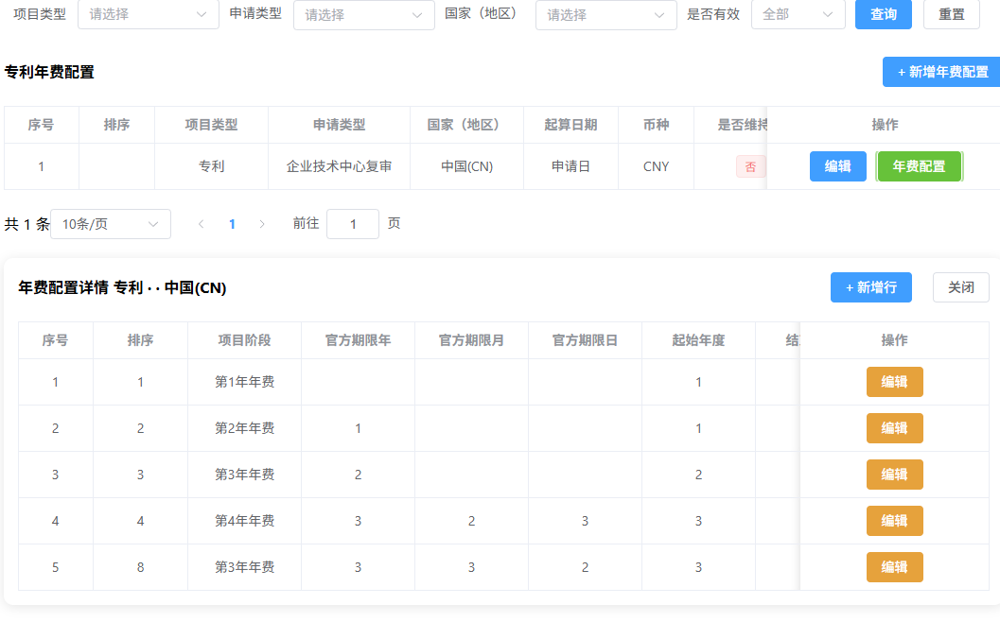 项目类型 请选择 申请类型 请选择 国家（地区） 请选择 是否有效 全部 查询 重置
专利年费配置 + 新增年费配置
序号 排序 项目类型 申请类型 国家（地区） 起算日期 币种 是否维持 操作
1 专利 企业技术中心复审 中国(CN) 申请日 CNY 否 编辑 年费配置
共 1 条 10条/页 1 前往 1 页
年费配置详情 专利 · · 中国(CN) + 新增行 关闭
序号 排序 项目阶段 官方期限年 官方期限月 官方期限日 起始年度 操作
1 1 第1年年费 1 编辑
2 2 第2年年费 1 1 编辑
3 3 第3年年费 2 2 编辑
4 4 第4年年费 3 2 3 3 编辑
5 8 第3年年费 3 3 2 3 编辑